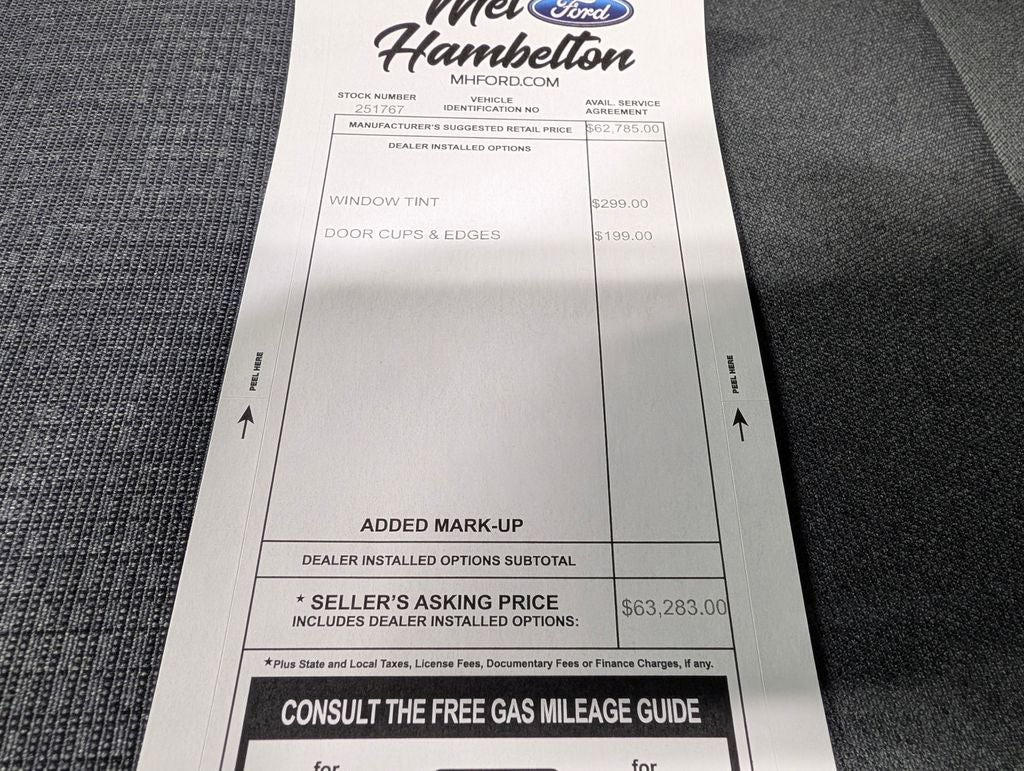 Mel Ford
Hambelton
MHFORD.COM
STOCK NUMBER
251767
VEHICLE
IDENTIFICATION NO
AVAIL. SERVICE
AGREEMENT
MANUFACTURER'S SUGGESTED RETAIL PRICE $62,785.00
DEALER INSTALLED OPTIONS
WINDOW TINT $299.00
DOOR CUPS & EDGES $199.00
PEEL HERE
PEEL HERE
ADDED MARK-UP
DEALER INSTALLED OPTIONS SUBTOTAL
* SELLER'S ASKING PRICE $63,283.00
INCLUDES DEALER INSTALLED OPTIONS:
*Plus State and Local Taxes, License Fees, Documentary Fees or Finance Charges, if any.
CONSULT THE FREE GAS MILEAGE GUIDE
for for